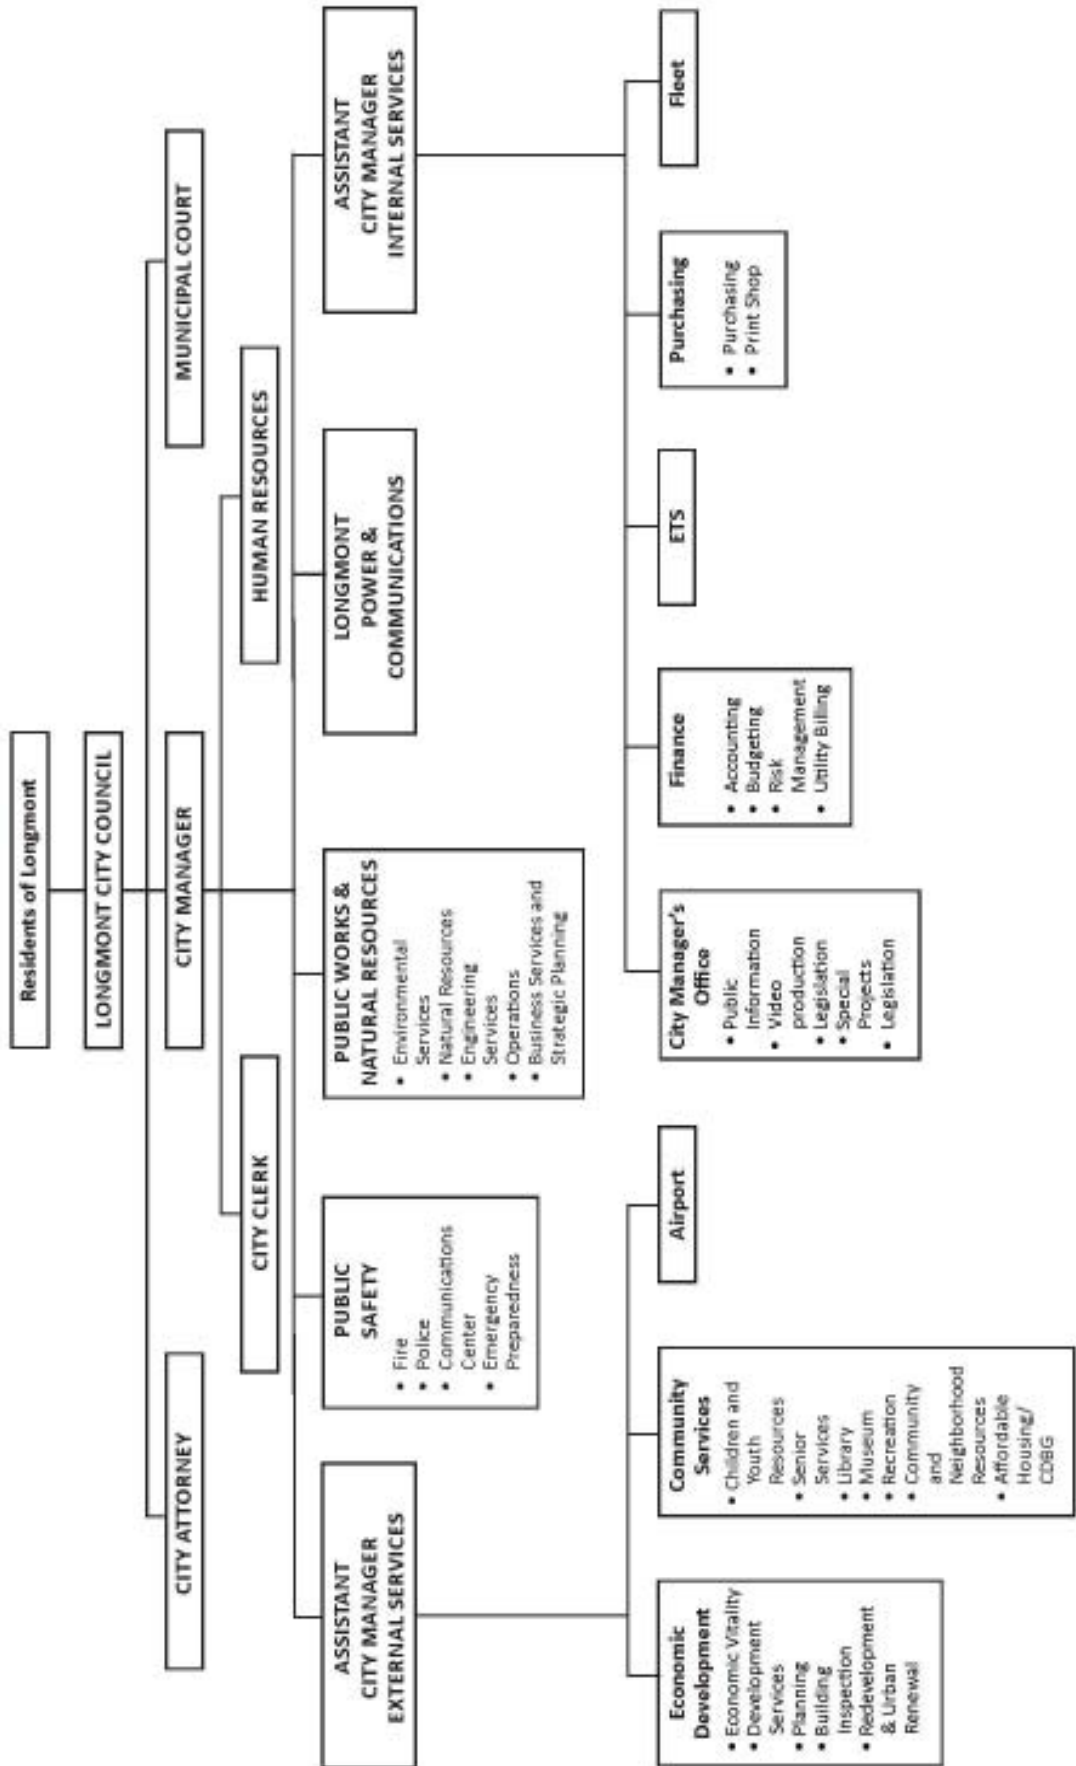 Residents of Longmont
LONGMONT CITY COUNCIL
CITY ATTORNEY
CITY MANAGER
MUNICIPAL COURT
CITY CLERK
HUMAN RESOURCES
ASSISTANT
CITY MANAGER
EXTERNAL SERVICES
PUBLIC
SAFETY
• Fire
• Police
• Communications
Center
• Emergency
Preparedness
PUBLIC WORKS &
NATURAL RESOURCES
• Environmental
Services
• Natural Resources
• Engineering
Services
• Operations
• Business Services and
Strategic Planning
LONGMONT
POWER &
COMMUNICATIONS
ASSISTANT
CITY MANAGER
INTERNAL SERVICES
Economic
Development
• Economic Vitality
• Development
Services
• Planning
• Building
Inspection
• Redevelopment
& Urban
Renewal
Community
Services
• Children and
Youth
Resources
• Senior
Services
• Library
• Museum
• Recreation
• Community
and
Neighborhood
Resources
• Affordable
Housing/
CDBG
Airport
City Manager's
Office
• Public
Information
• Video
production
• Legislation
• Special
Projects
• Legislation
Finance
• Accounting
• Budgeting
• Risk
Management
• Utility Billing
ETS
Purchasing
• Purchasing
• Print Shop
Fleet